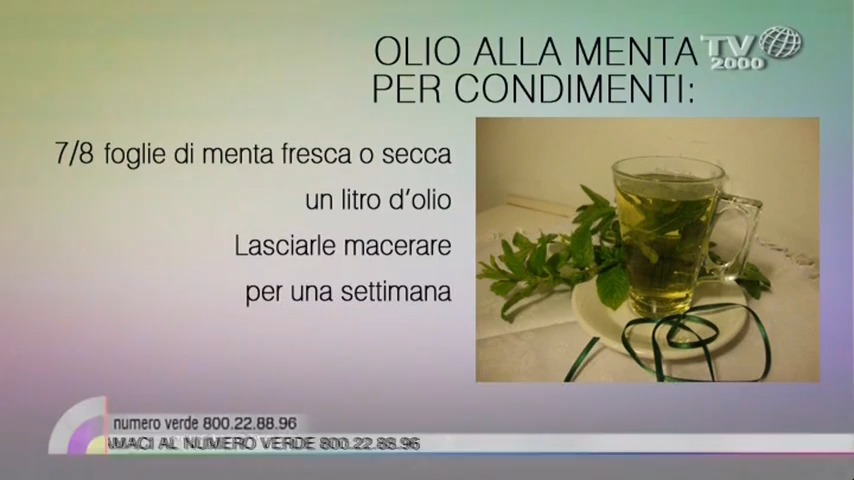 OLIO ALLA MENTA
PER CONDIMENTI:
TV
2000
7/8 foglie di menta fresca o secca
un litro d'olio
Lasciarle macerare
per una settimana
numero verde 800.22.88.96
AMACI AL NUMERO VERDE 800.22.88.96